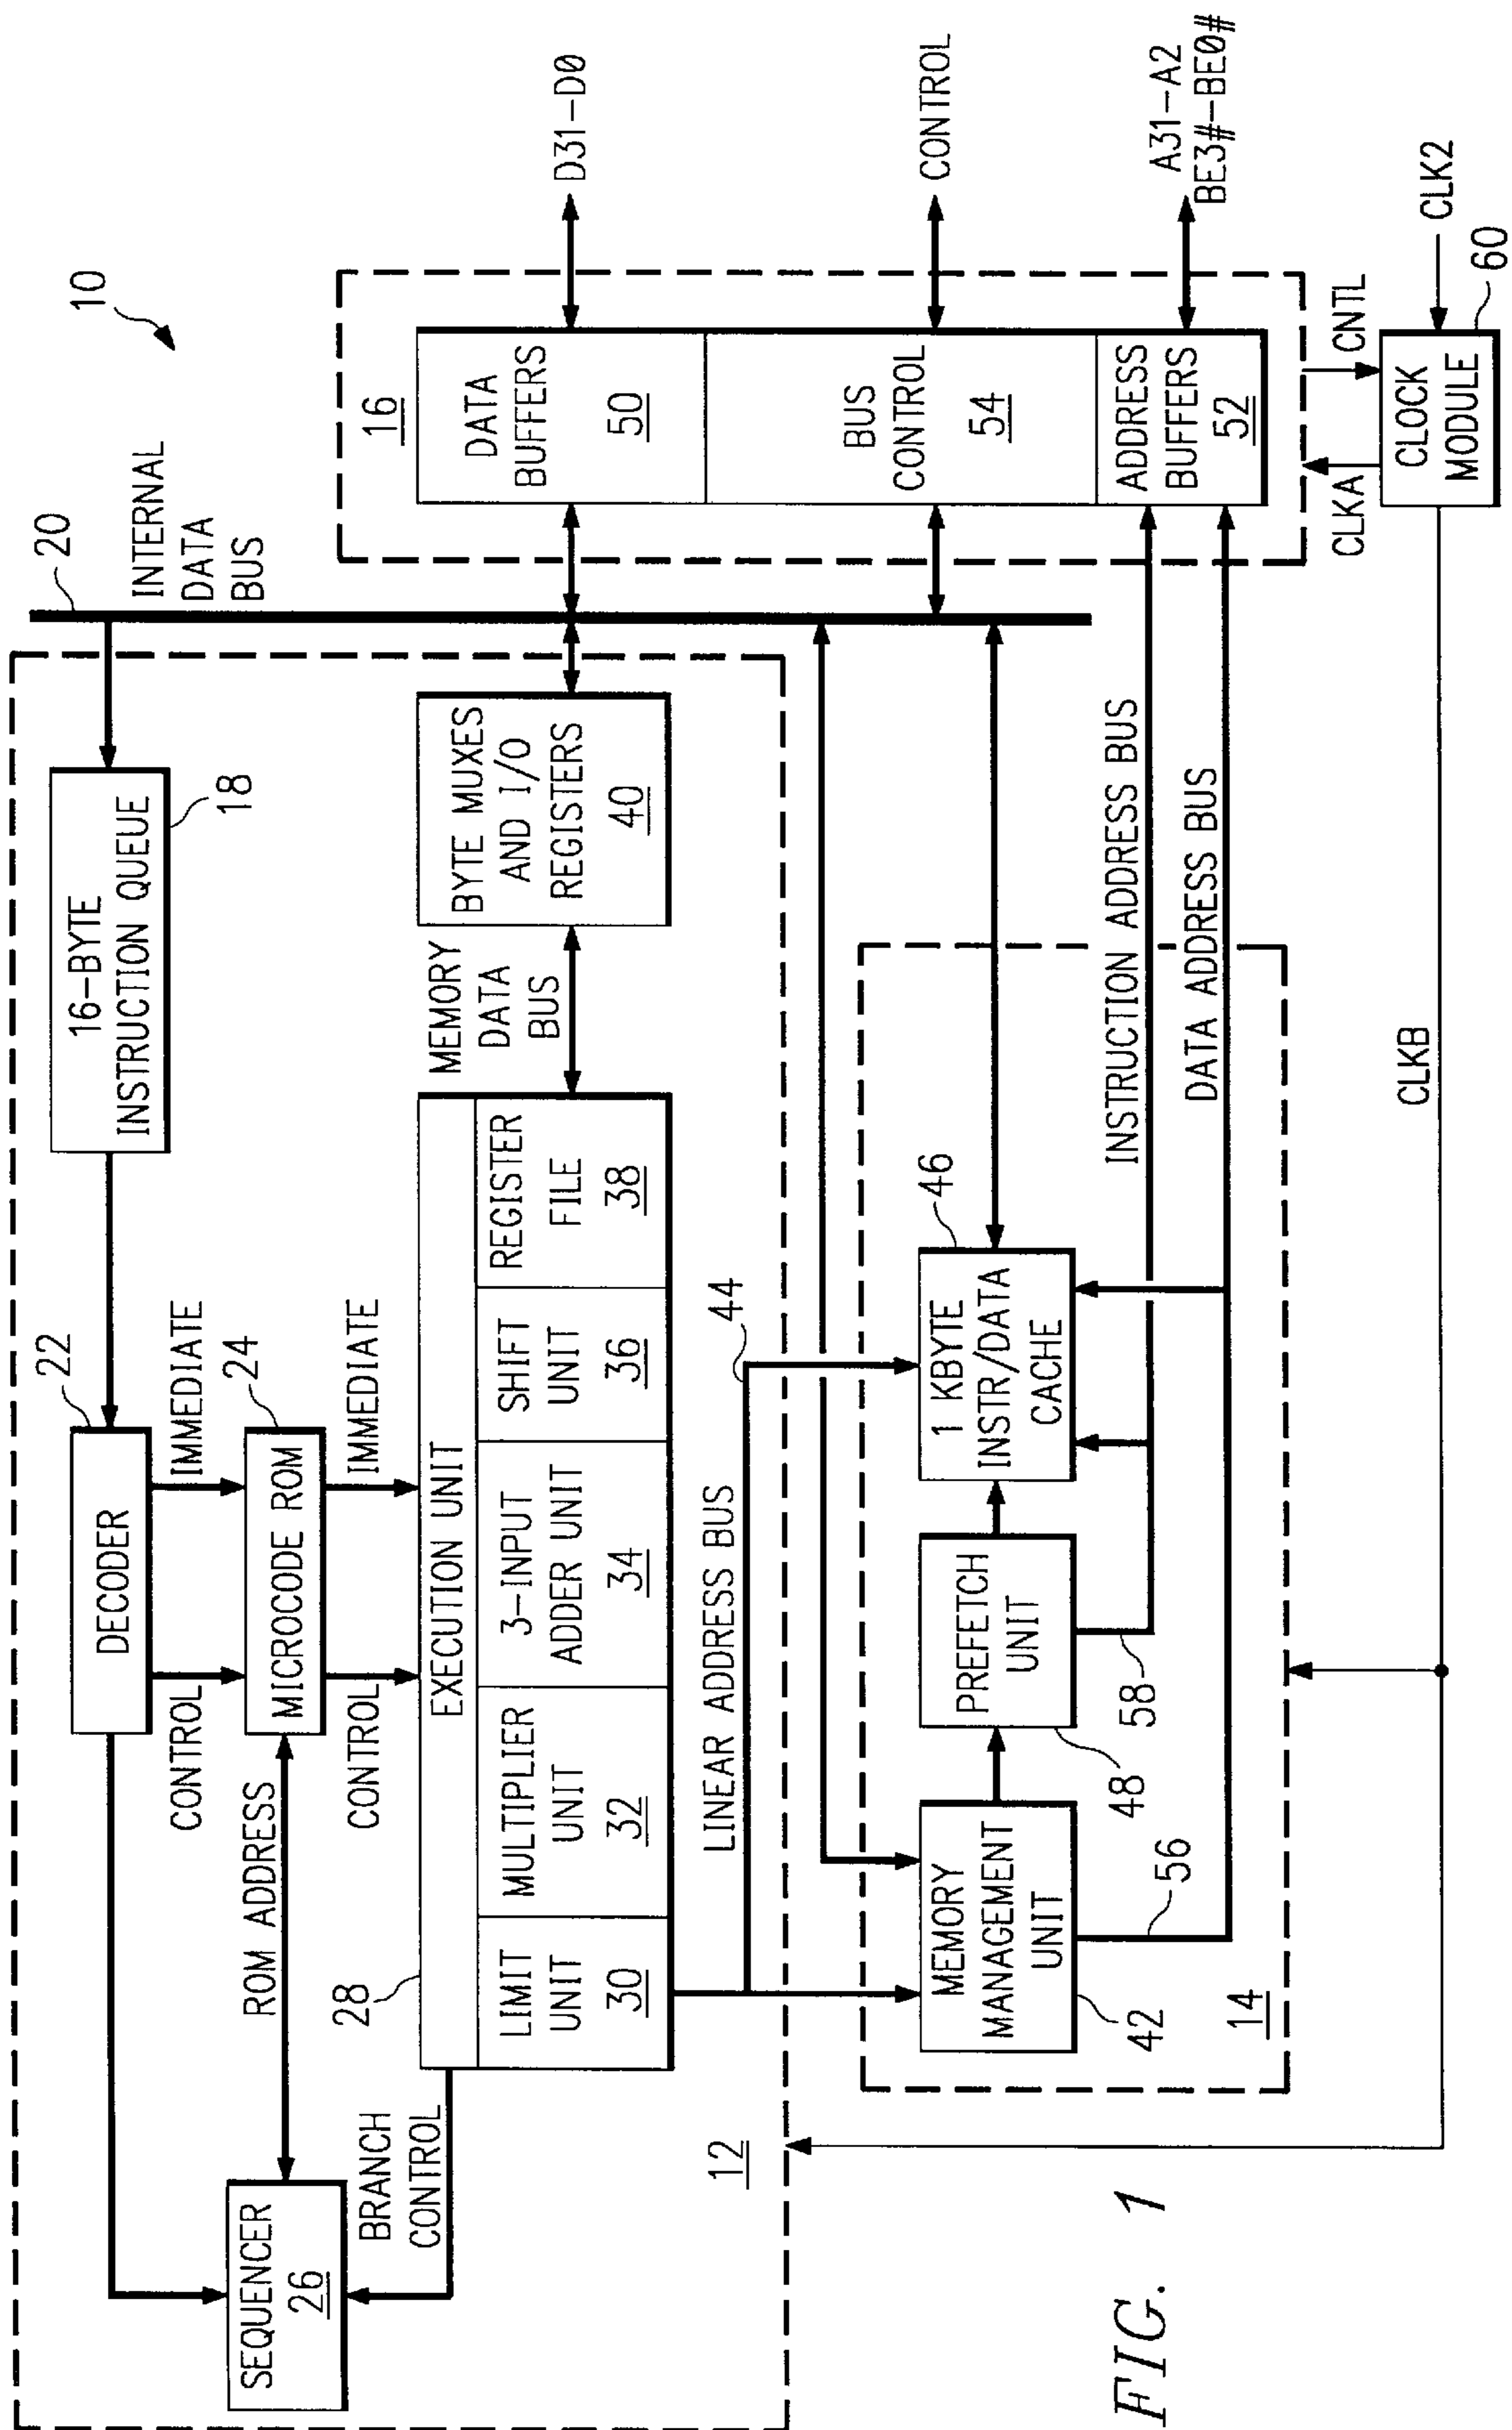 10
20
INTERNAL
DATA
BUS
16-BYTE
INSTRUCTION QUEUE
18
22
DECODER
CONTROL
IMMEDIATE
24
MICROCODE ROM
ROM ADDRESS
CONTROL
IMMEDIATE
SEQUENCER
26
BRANCH
CONTROL
28
EXECUTION UNIT
LIMIT
UNIT
30
MULTIPLIER
UNIT
32
3-INPUT
ADDER UNIT
34
SHIFT
UNIT
36
REGISTER
FILE
38
MEMORY
DATA
BUS
BYTE MUXES
AND I/O
REGISTERS
40
12
16
DATA
BUFFERS
50
BUS
CONTROL
54
ADDRESS
BUFFERS
52
D31-D0
CONTROL
A31-A2
BE3#-BE0#
LINEAR ADDRESS BUS
44
MEMORY
MANAGEMENT
UNIT
42
PREFETCH
UNIT
48
1 KBYTE
INSTR/DATA
CACHE
46
56
58
14
INSTRUCTION ADDRESS BUS
DATA ADDRESS BUS
CLKA
CNTL
CLKB
CLOCK
MODULE
60
CLK2
FIG. 1